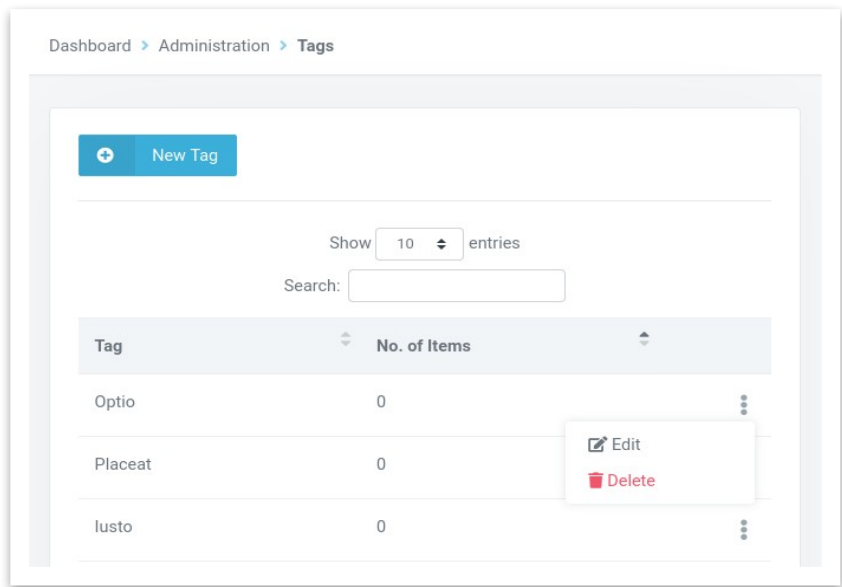 Dashboard > Administration > Tags
New Tag
Show 10 entries
Search:
Tag No. of Items
Optio 0
Edit
Placeat 0
Delete
Iusto 0